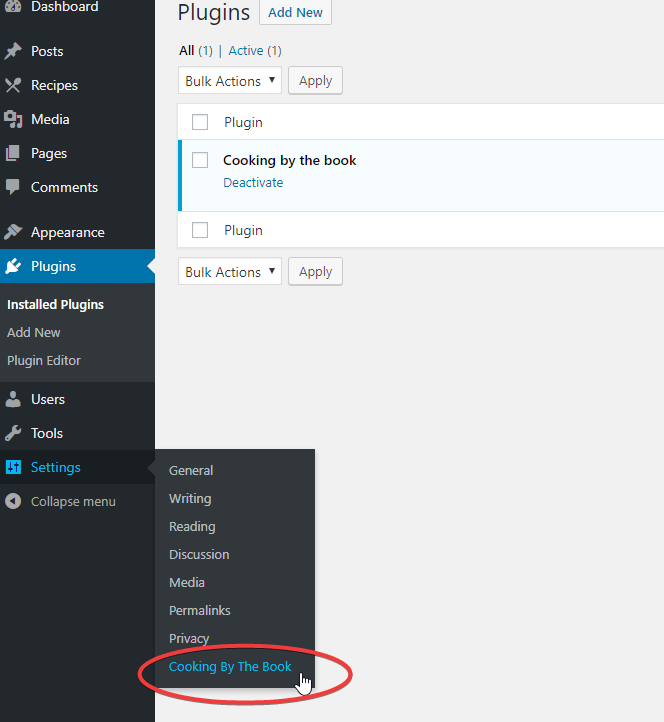 Dashboard
Posts
Recipes
Media
Pages
Comments
Appearance
Plugins
Installed Plugins
Add New
Plugin Editor
Users
Tools
Settings
Collapse menu
Plugins Add New
All (1) | Active (1)
Bulk Actions Apply
Plugin
Cooking by the book
Deactivate
Plugin
Bulk Actions Apply
General
Writing
Reading
Discussion
Media
Permalinks
Privacy
Cooking By The Book